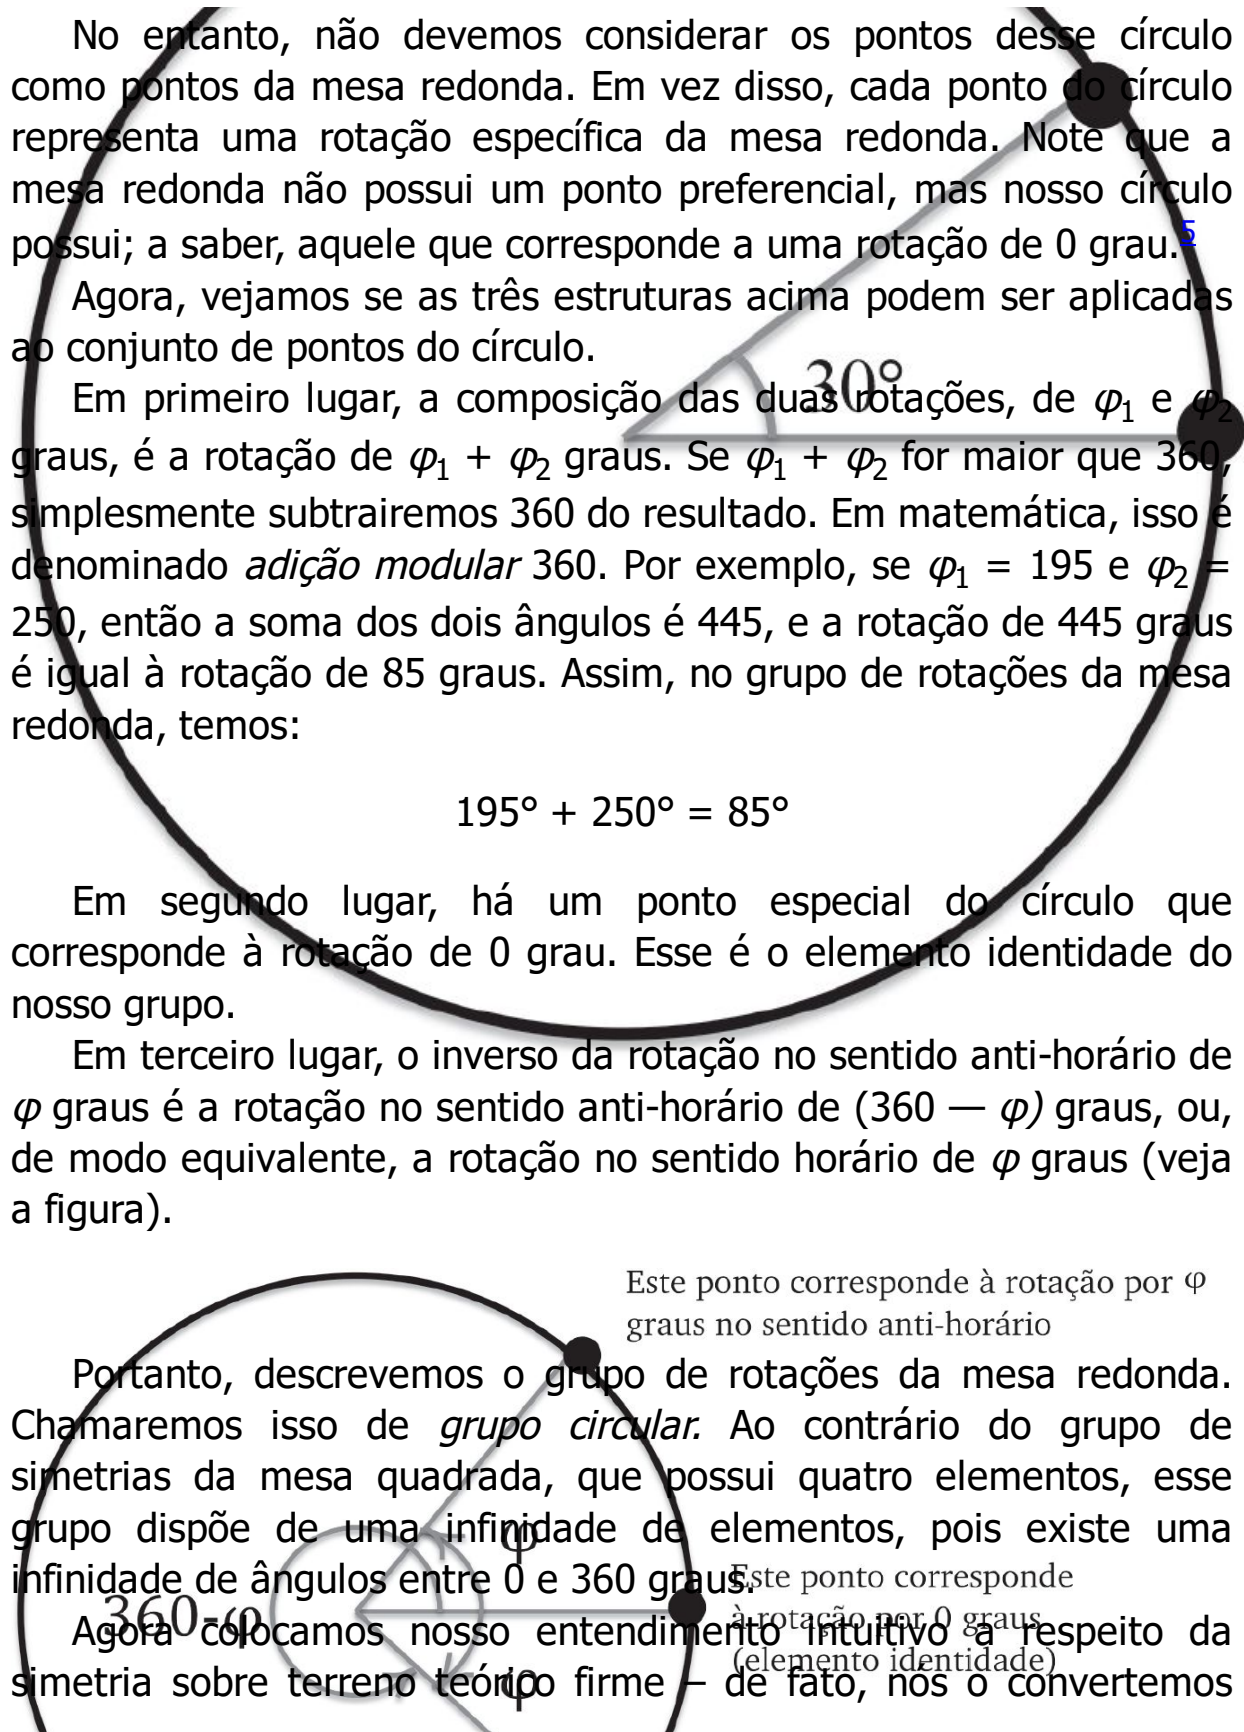 No entanto, não devemos considerar os pontos desse círculo
como pontos da mesa redonda. Em vez disso, cada ponto do círculo
representa uma rotação específica da mesa redonda. Note que a
mesa redonda não possui um ponto preferencial, mas nosso círculo
possui; a saber, aquele que corresponde a uma rotação de 0 grau.5
Agora, vejamos se as três estruturas acima podem ser aplicadas
ao conjunto de pontos do círculo.
30°
Em primeiro lugar, a composição das duas rotações, de φ1 e φ2
graus, é a rotação de φ1 + φ2 graus. Se φ1 + φ2 for maior que 360,
simplesmente subtrairemos 360 do resultado. Em matemática, isso é
denominado adição modular 360. Por exemplo, se φ1 = 195 e φ2 =
250, então a soma dos dois ângulos é 445, e a rotação de 445 graus
é igual à rotação de 85 graus. Assim, no grupo de rotações da mesa
redonda, temos:
195° + 250° = 85°
Em segundo lugar, há um ponto especial do círculo que
corresponde à rotação de 0 grau. Esse é o elemento identidade do
nosso grupo.
Em terceiro lugar, o inverso da rotação no sentido anti-horário de
φ graus é a rotação no sentido anti-horário de (360 — φ) graus, ou,
de modo equivalente, a rotação no sentido horário de φ graus (veja
a figura).
Este ponto corresponde à rotação por φ
graus no sentido anti-horário
Portanto, descrevemos o grupo de rotações da mesa redonda.
Chamaremos isso de grupo circular. Ao contrário do grupo de
simetrias da mesa quadrada, que possui quatro elementos, esse
grupo dispõe de uma infinidade de elementos, pois existe uma
φ
infinidade de ângulos entre 0 e 360 graus.
Este ponto corresponde
à rotação por 0 graus
(elemento identidade)
360-φ
Agora colocamos nosso entendimento intuitivo a respeito da
simetria sobre terreno teórico firme – de fato, nós o convertemos
φ